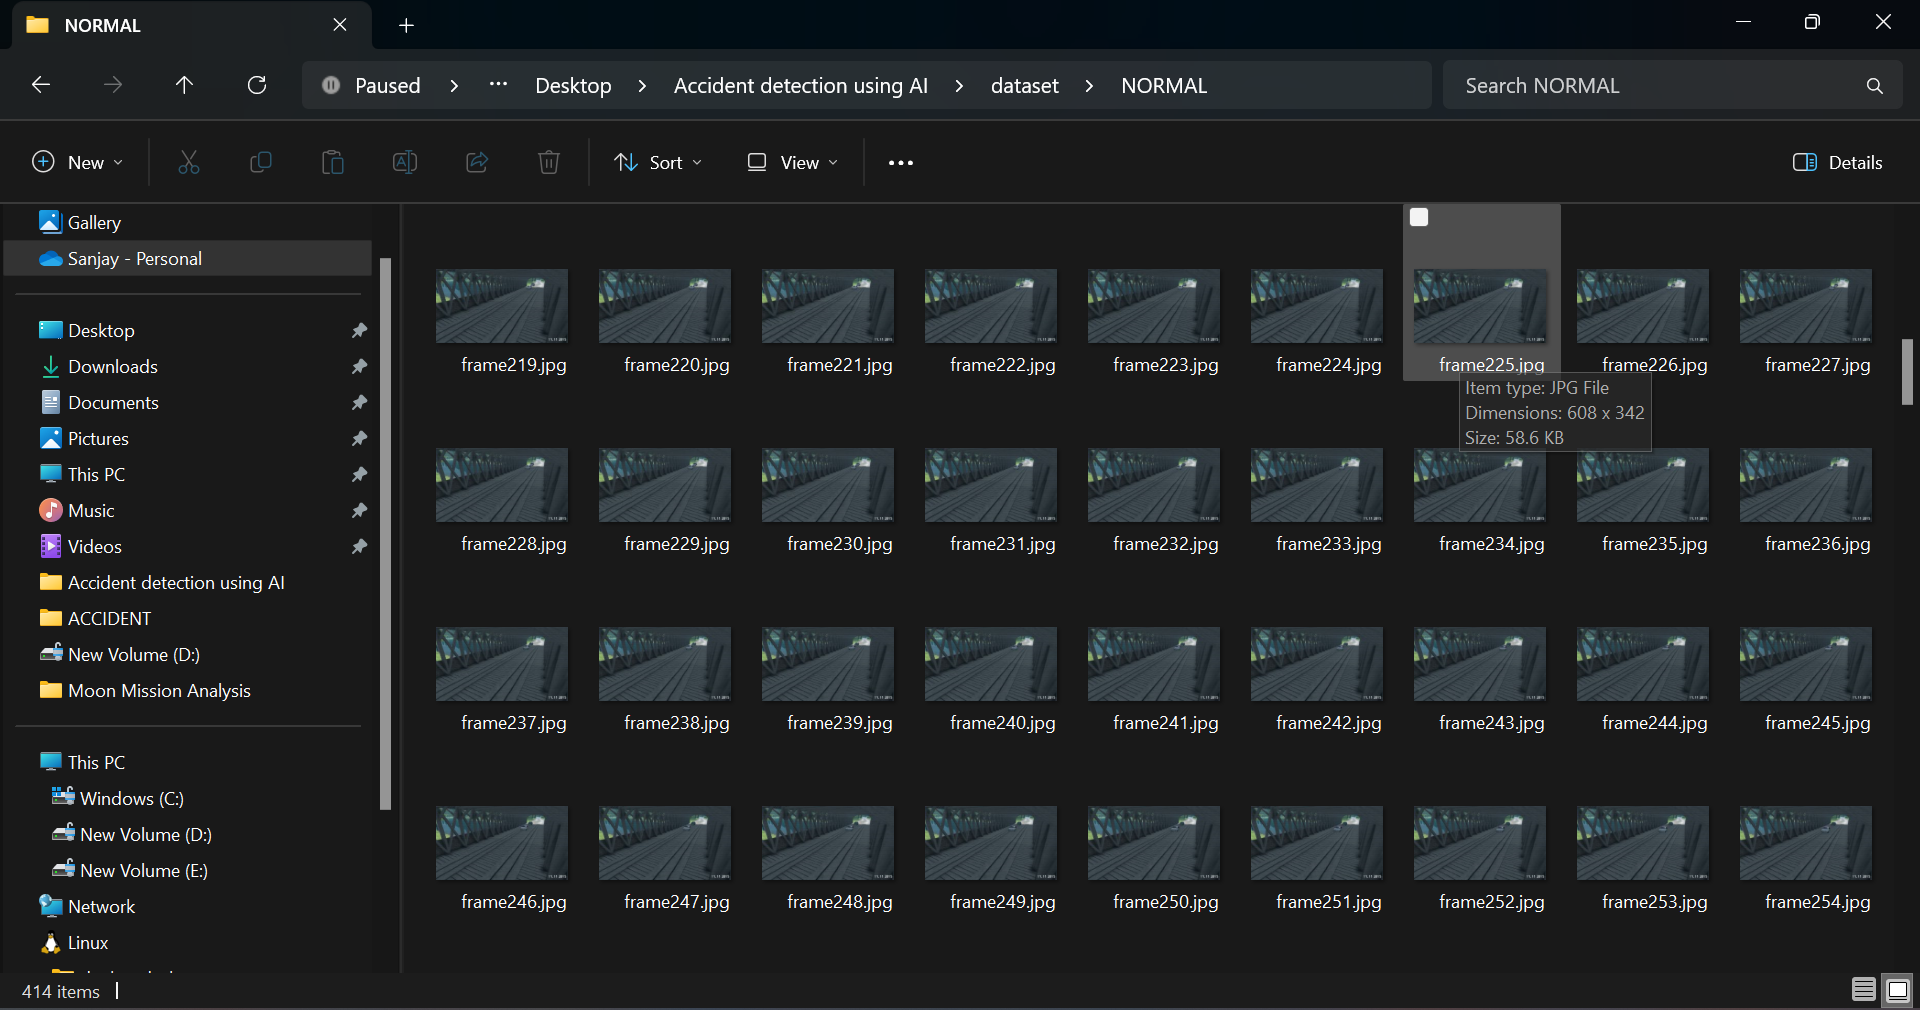 NORMAL
Paused
Desktop
Accident detection using AI
dataset
NORMAL
Search NORMAL
New
Sort
View
Details
Gallery
Sanjay - Personal
Desktop
Downloads
Documents
Pictures
This PC
Music
Videos
Accident detection using AI
ACCIDENT
New Volume (D:)
Moon Mission Analysis
This PC
Windows (C:)
New Volume (D:)
New Volume (E:)
Network
Linux
frame219.jpg frame220.jpg frame221.jpg frame222.jpg frame223.jpg frame224.jpg frame225.jpg frame226.jpg frame227.jpg
Item type: JPG File
Dimensions: 608 x 342
Size: 58.6 KB
frame228.jpg frame229.jpg frame230.jpg frame231.jpg frame232.jpg frame233.jpg frame234.jpg frame235.jpg frame236.jpg
frame237.jpg frame238.jpg frame239.jpg frame240.jpg frame241.jpg frame242.jpg frame243.jpg frame244.jpg frame245.jpg
frame246.jpg frame247.jpg frame248.jpg frame249.jpg frame250.jpg frame251.jpg frame252.jpg frame253.jpg frame254.jpg
414 items